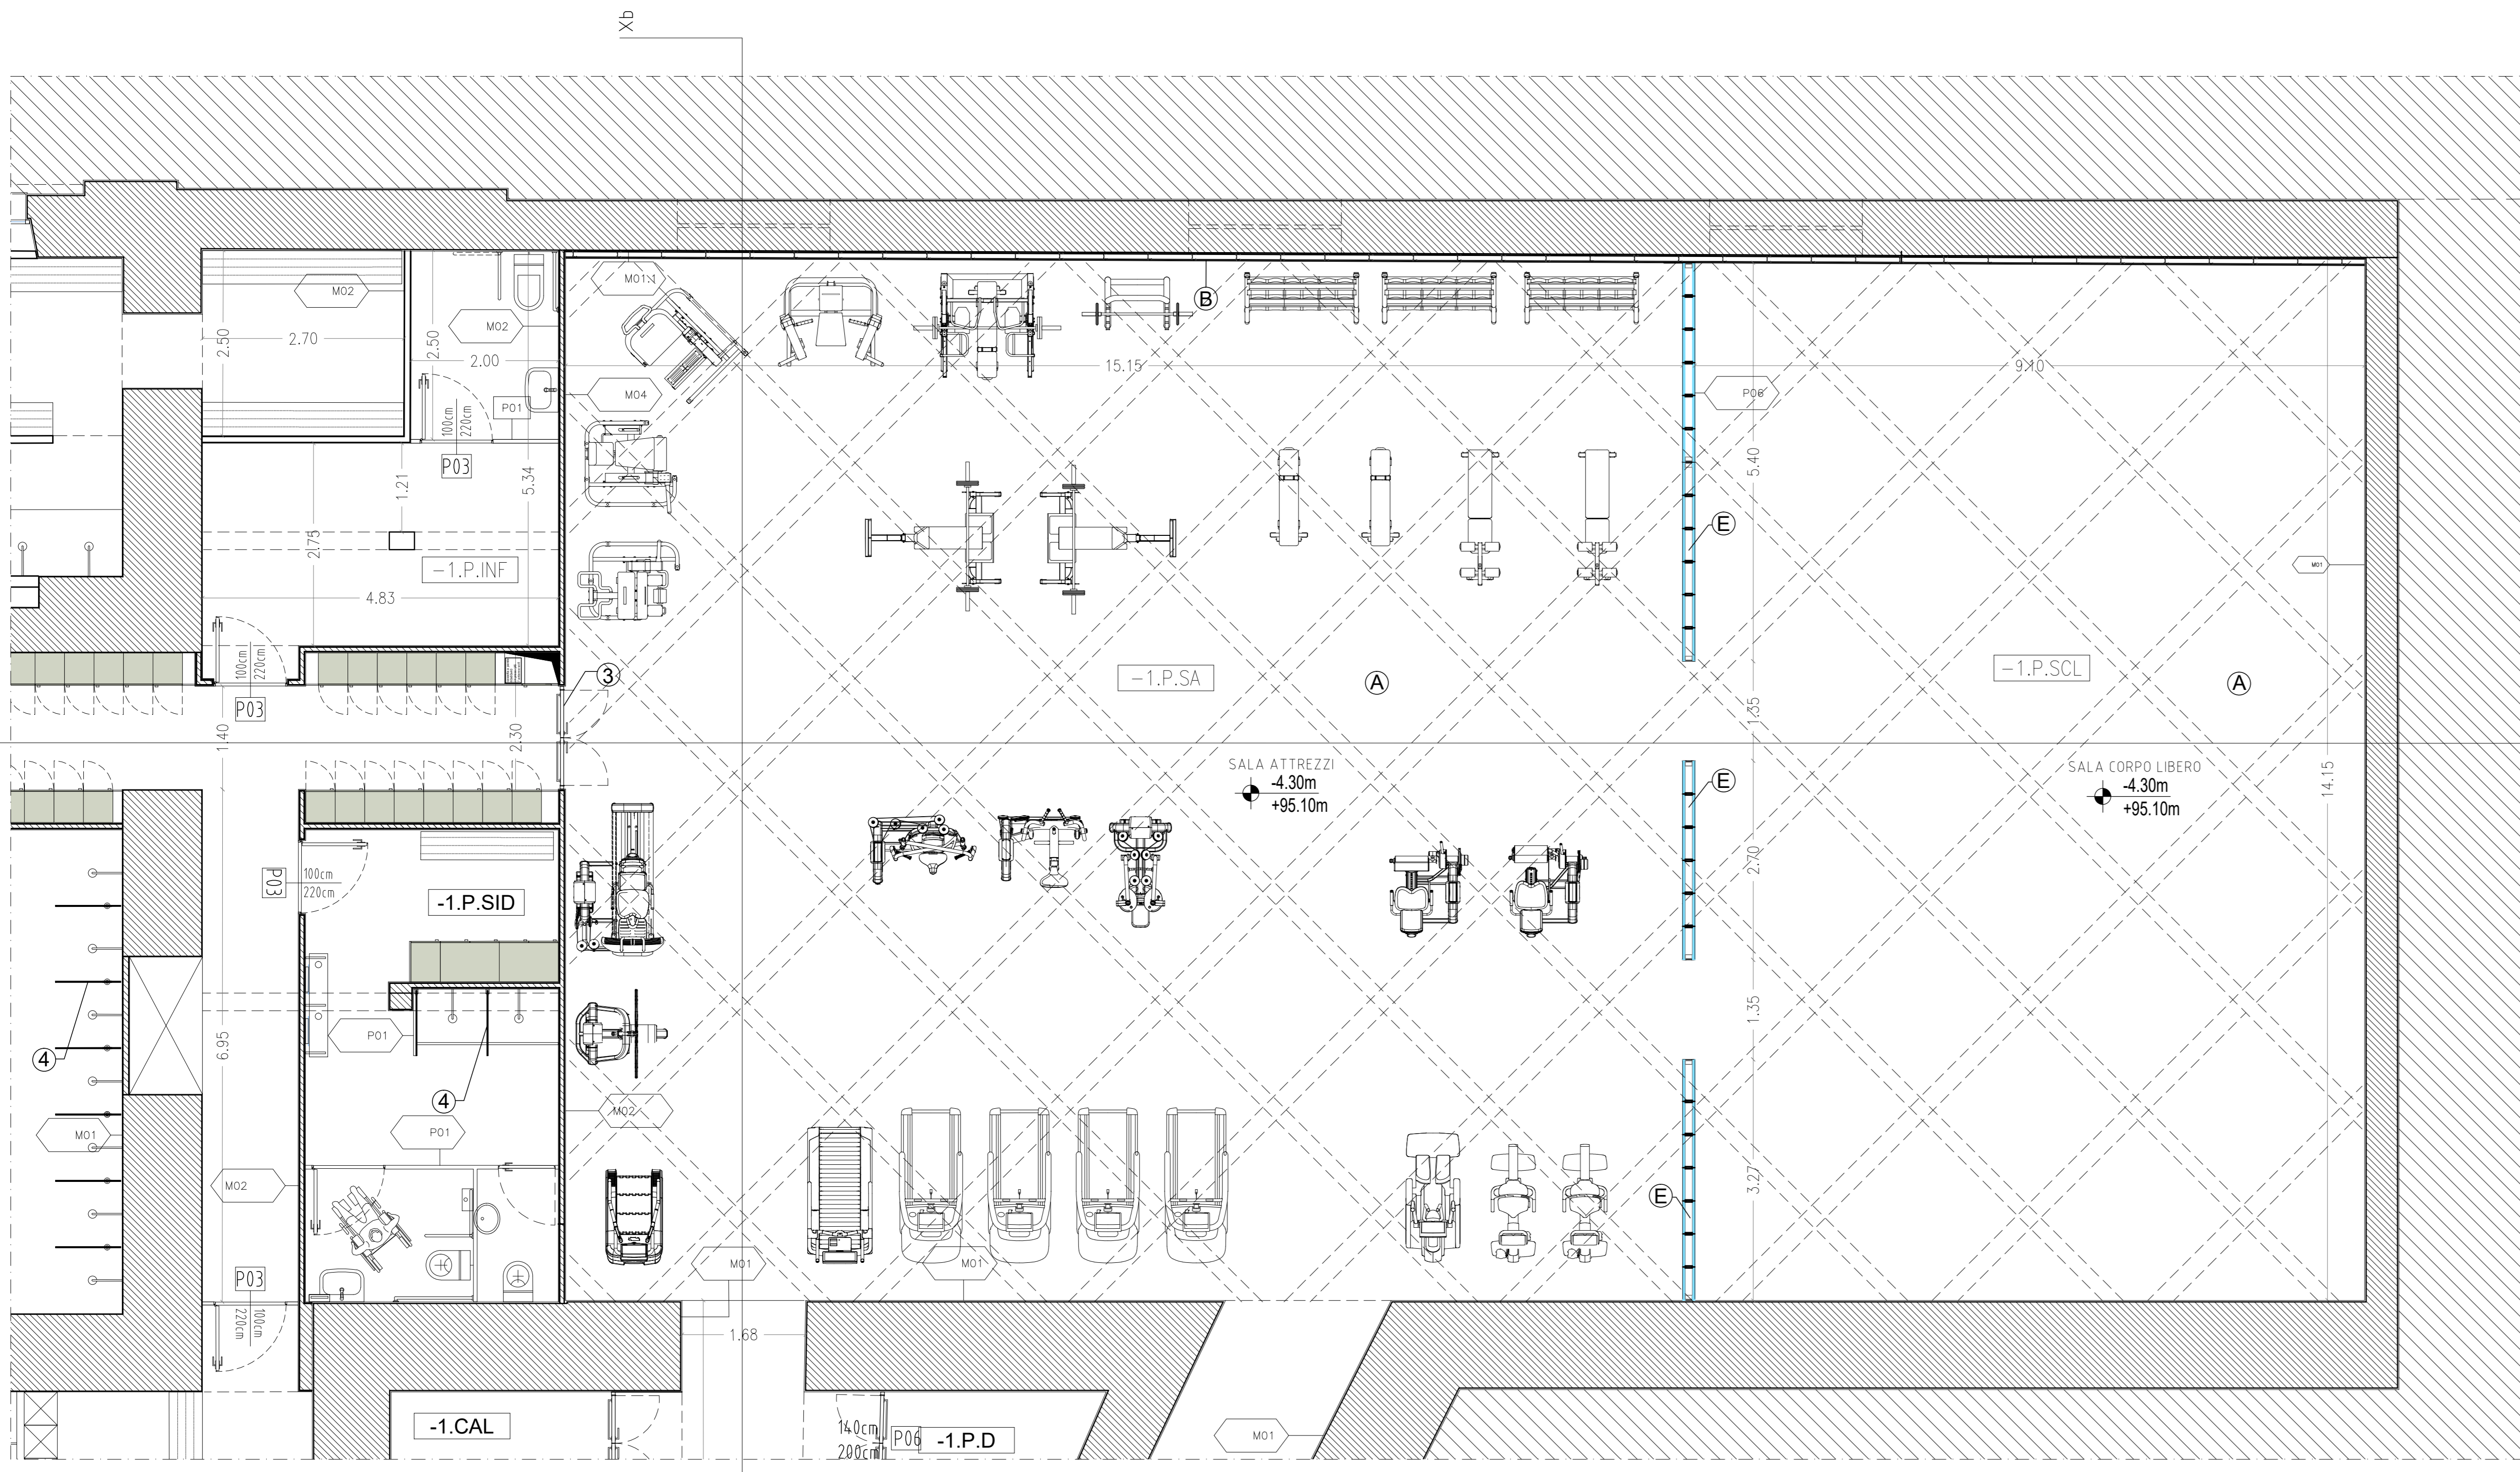 Xb
M02
M01.1
B
2.50
2.70
2.50
M02
2.00
15.15
9.10
M04
P06
P01
100cm
220cm
P03
5.34
1.21
5.40
E
2.75
-1.P.INF
M01
4.83
100cm
220cm
3
-1.P.SA
A
-1.P.SCL
A
P03
1.40
2.30
1.35
SALA ATTREZZI
-4.30m
+95.10m
E
SALA CORPO LIBERO
-4.30m
+95.10m
14.15
2.70
P03
100cm
220cm
-1.P.SID
4
6.95
P01
1.35
4
M02
M01
P01
M02
3.27
E
P03
100cm
220cm
M01
M01
1.68
-1.CAL
140cm
200cm
P06
-1.P.D
M01